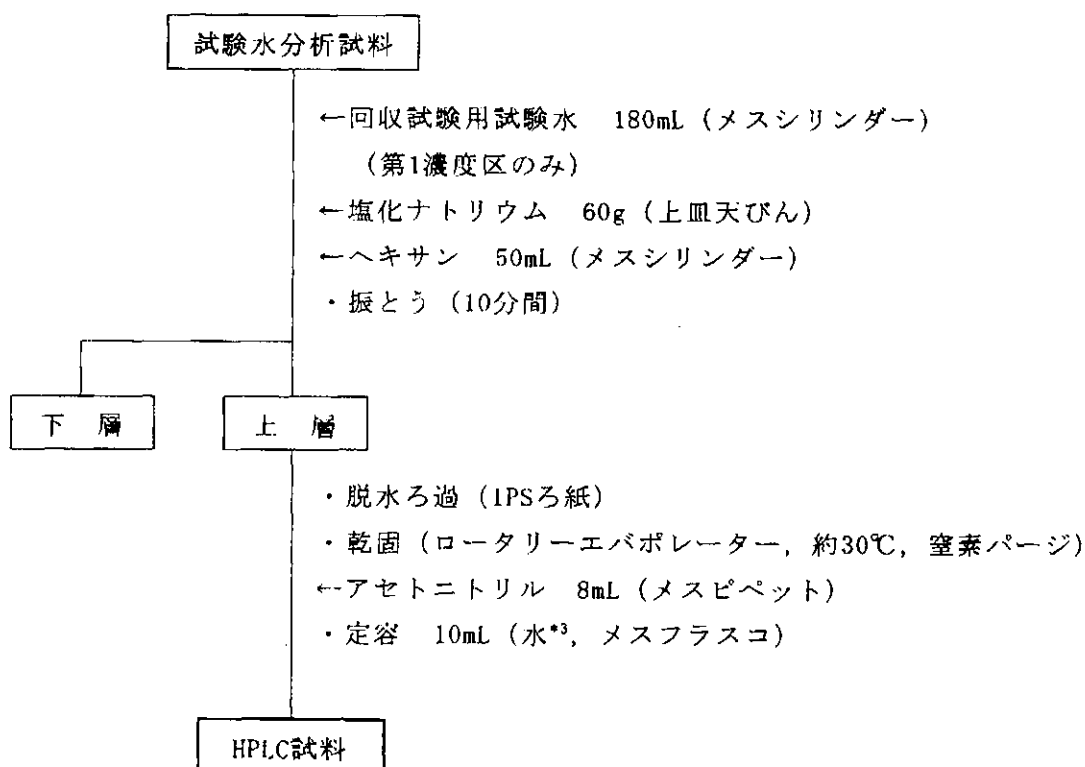 試験水分析試料
←回収試験用試験水 180mL (メスシリンダー)
(第1濃度区のみ)
←塩化ナトリウム 60g (上皿天びん)
←ヘキサン 50mL (メスシリンダー)
・振とう (10分間)
下 層
上 層
・脱水ろ過 (1PSろ紙)
・乾固 (ロータリーエバポレーター, 約30℃, 窒素パージ)
←アセトニトリル 8mL (メスピペット)
・定容 10mL (水*3, メスフラスコ)
HPLC試料